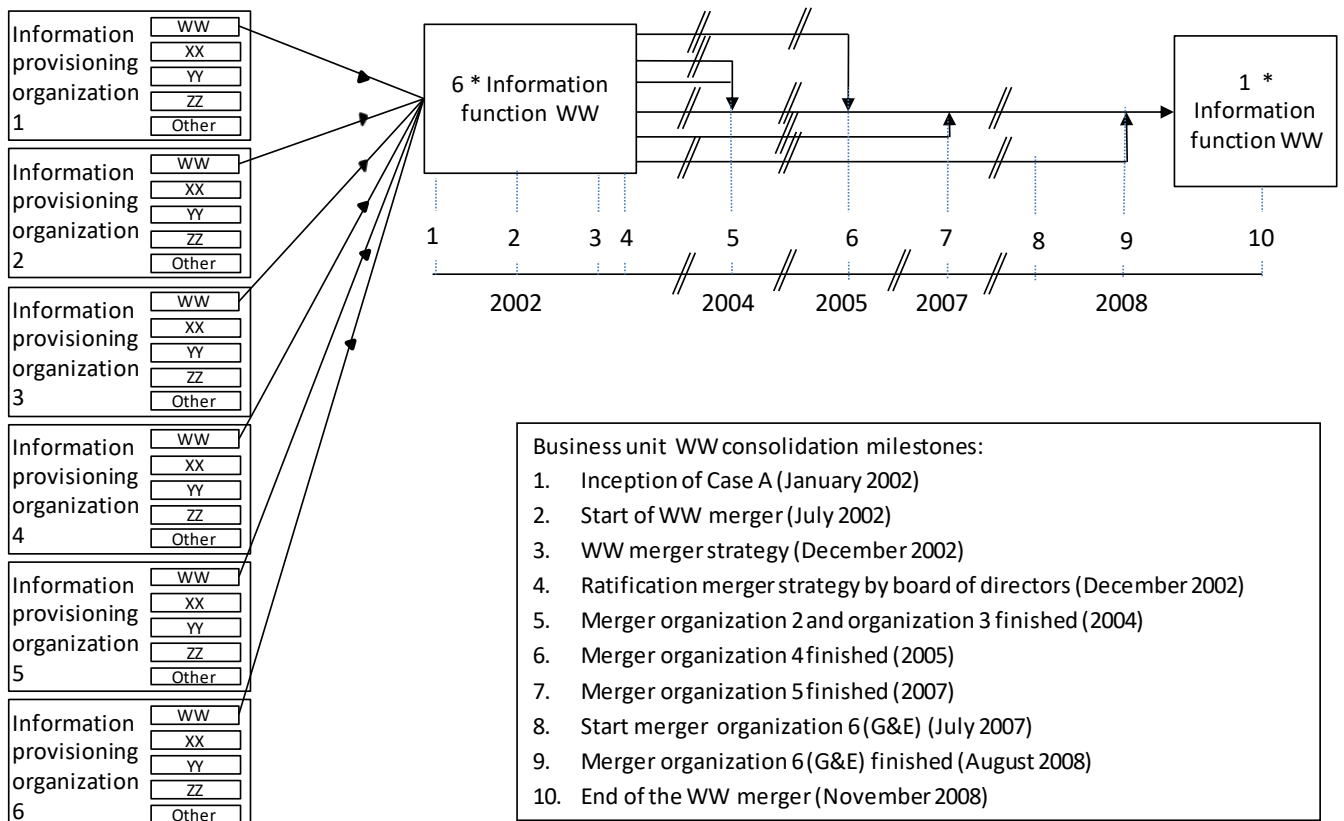 Information
provisioning
organization
1
WW
XX
YY
ZZ
Other
Information
provisioning
organization
2
WW
XX
YY
ZZ
Other
Information
provisioning
organization
3
WW
XX
YY
ZZ
Other
Information
provisioning
organization
4
WW
XX
YY
ZZ
Other
Information
provisioning
organization
5
WW
XX
YY
ZZ
Other
Information
provisioning
organization
6
WW
XX
YY
ZZ
Other
6 * Information
function WW
1 *
Information
function WW
1 2 3 4 5 6 7 8 9 10
2002 2004 2005 2007 2008
Business unit WW consolidation milestones:
1. Inception of Case A (January 2002)
2. Start of WW merger (July 2002)
3. WW merger strategy (December 2002)
4. Ratification merger strategy by board of directors (December 2002)
5. Merger organization 2 and organization 3 finished (2004)
6. Merger organization 4 finished (2005)
7. Merger organization 5 finished (2007)
8. Start merger organization 6 (G&E) (July 2007)
9. Merger organization 6 (G&E) finished (August 2008)
10. End of the WW merger (November 2008)